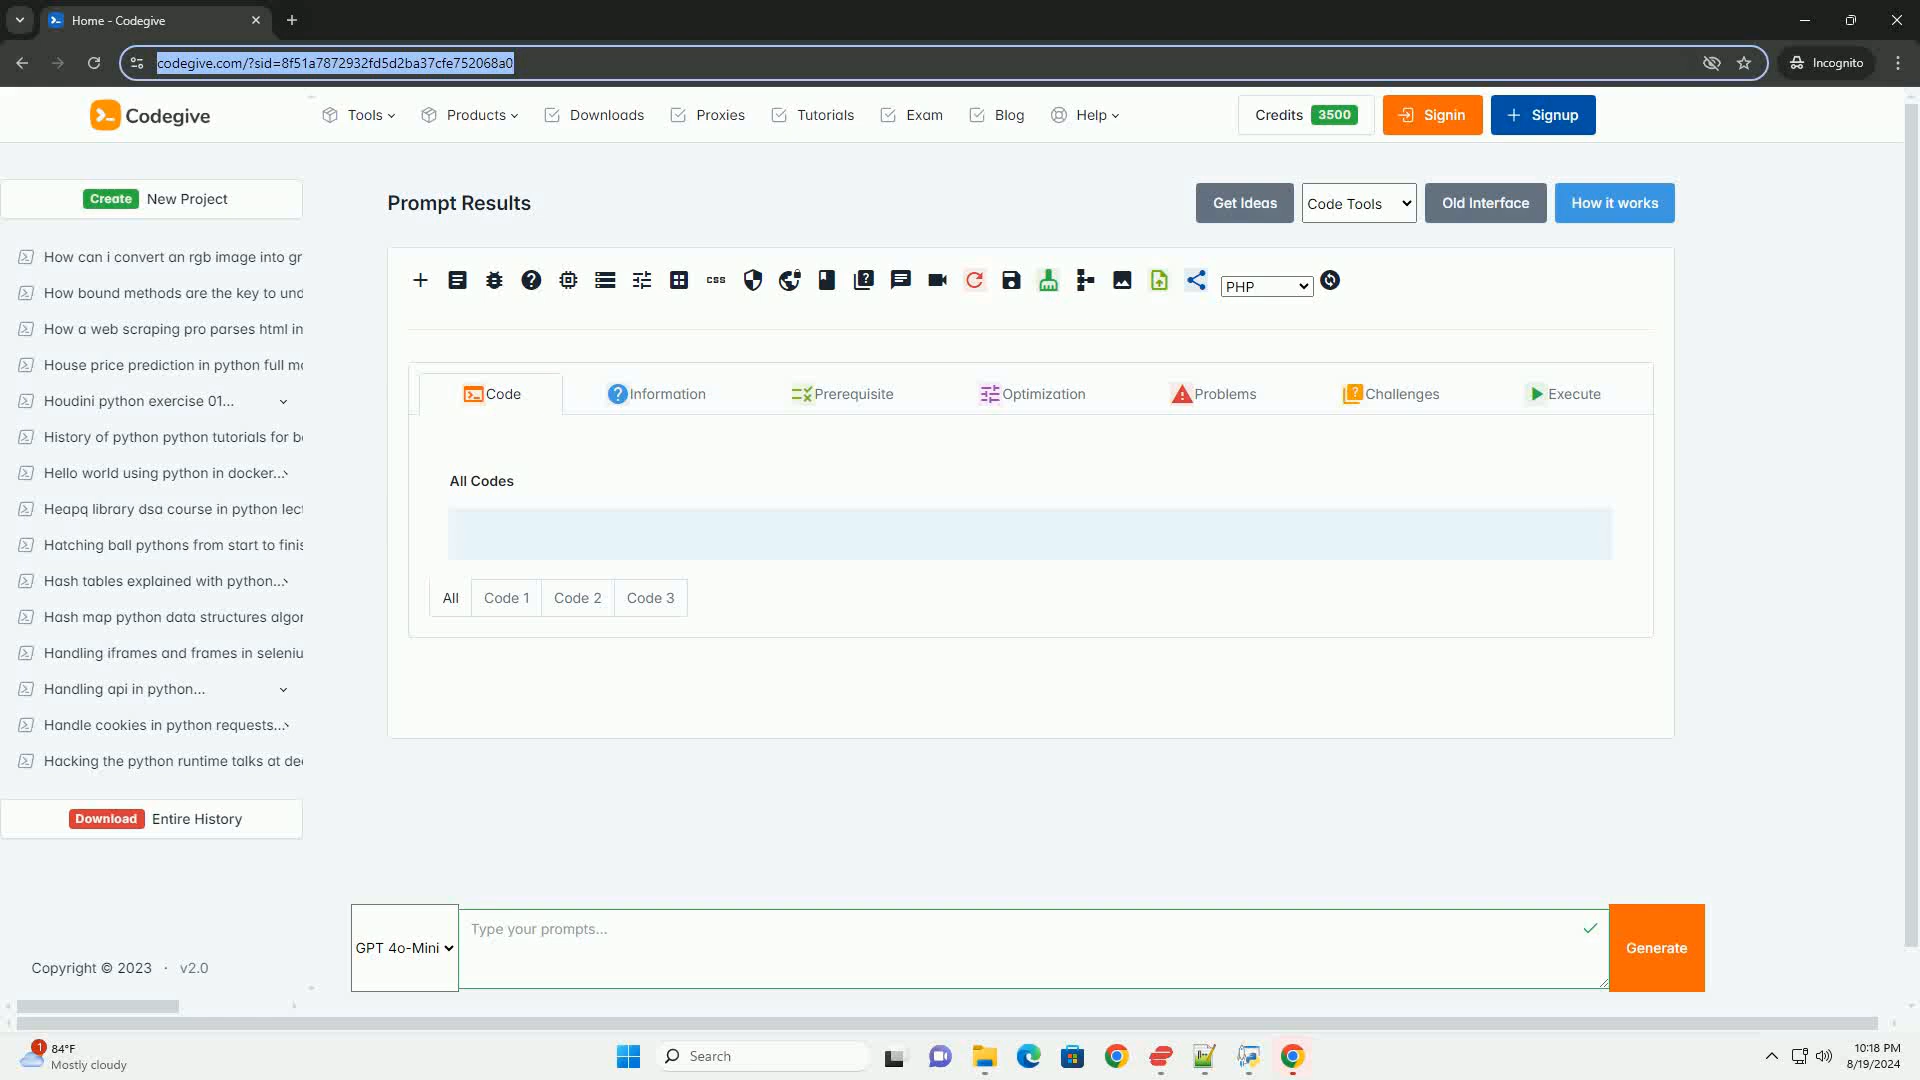 Home - Codegive
codegive.com/?sid=8f51a7872932fd5d2ba37cfe752068a0
Incognito
Codegive
Tools
Products
Downloads
Proxies
Tutorials
Exam
Blog
Help
Credits 3500
Signin
Signup
Create New Project
How can i convert an rgb image into gr
How bound methods are the key to und
How a web scraping pro parses html in
House price prediction in python full mo
Houdini python exercise 01...
History of python python tutorials for be
Hello world using python in docker...
Heapq library dsa course in python lect
Hatching ball pythons from start to finis
Hash tables explained with python...
Hash map python data structures algor
Handling iframes and frames in seleniu
Handling api in python...
Handle cookies in python requests...
Hacking the python runtime talks at dee
Download Entire History
Copyright © 2023 · v2.0
Prompt Results
Get Ideas
Code Tools
Old Interface
How it works
css
PHP
Code
Information
Prerequisite
Optimization
Problems
Challenges
Execute
All Codes
All
Code 1
Code 2
Code 3
GPT 4o-Mini
Type your prompts...
Generate
1
84°F
Mostly cloudy
Search
10:18 PM
8/19/2024